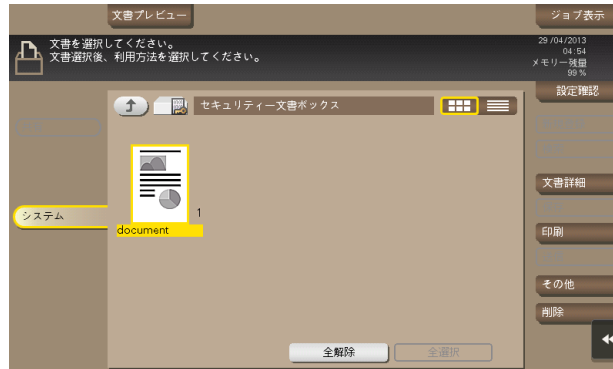 文書プレビュー
ジョブ表示
文書を選択してください。
文書選択後、利用方法を選択してください。
29/04/2013
04:54
メモリー残量
99 %
設定確認
セキュリティー文書ボックス
文書詳細
システム
1
document
印刷
その他
削除
全解除
全選択